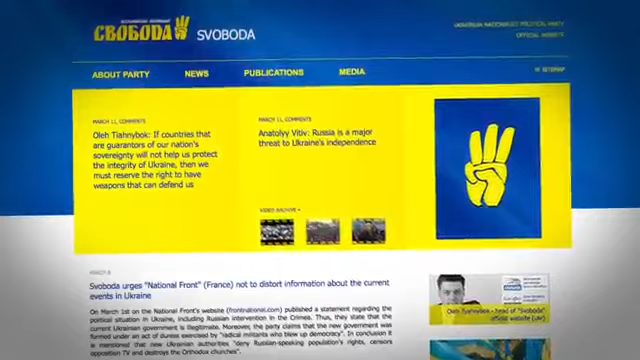 СВОБОДА SVOBODA
UKRAINIAN NATIONALIST POLITICAL PARTY
OFFICIAL WEBSITE
ABOUT PARTY NEWS PUBLICATIONS MEDIA
SITEMAP
MARCH 11, COMMENTS
Oleh Tiahnybok: If countries that
are guarantors of our nation's
sovereignty will not help us protect
the integrity of Ukraine, then we
must reserve the right to have
weapons that can defend us
MARCH 11, COMMENTS
Anatoliy Vitiv: Russia is a major
threat to Ukraine's independence
VIDEO ARCHIVE
MARCH 8
Svoboda urges "National Front" (France) not to distort information about the current
events in Ukraine
On March 1st on the National Front's website (frontnational.com) published a statement regarding the
political situation in Ukraine, including Russian intervention in the Crimea. Thus, they state that the
current Ukrainian government is illegitimate. Moreover, the party claims that the new government was
formed under an act of duress exercised by "radical militants who blew up democracy". In conclusion it
is mentioned that new Ukrainian authorities "deny Russian-speaking population's rights, censors
opposition TV and destroys the Orthodox churches".
Oleh Tyahnybok - head of "Svoboda"
official website (ukr)